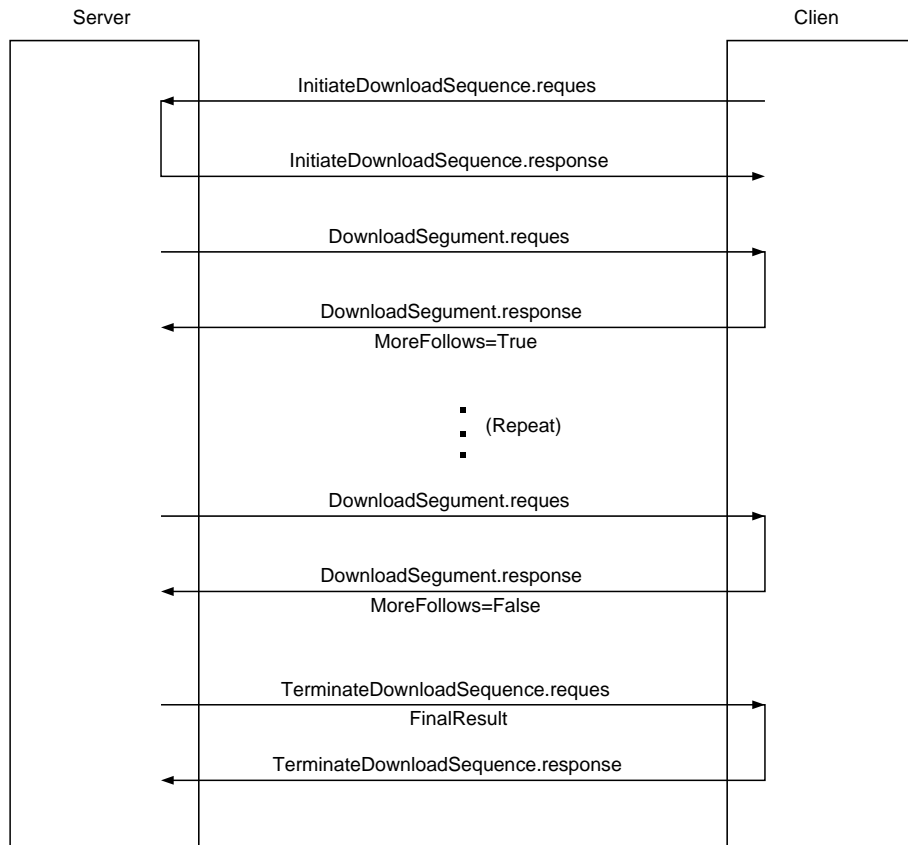 Server
Clien
InitiateDownloadSequence.reques
InitiateDownloadSequence.response
DownloadSegument.reques
DownloadSegument.response
MoreFollows=True
(Repeat)
DownloadSegument.reques
DownloadSegument.response
MoreFollows=False
TerminateDownloadSequence.reques
FinalResult
TerminateDownloadSequence.response